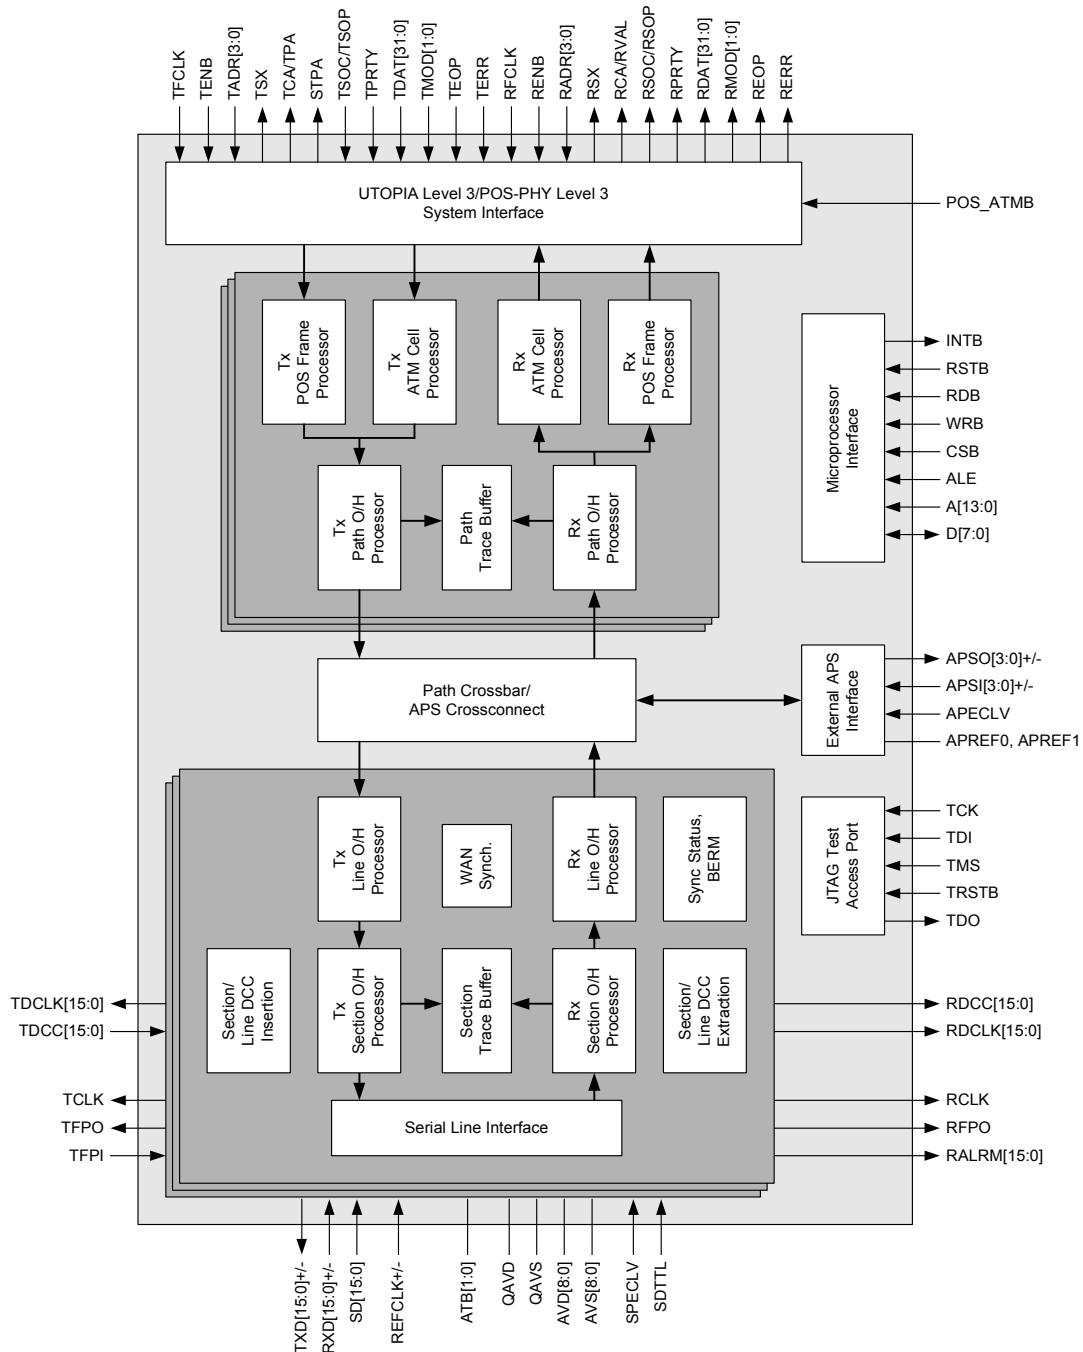 TFCLK
TENB
TADR[3:0]
TSX
TCA/TPA
STPA
TSOC/TSOP
TPRTY
TDAT[31:0]
TMOD[1:0]
TEOP
TERR
RFCLK
RENB
RADR[3:0]
RSX
RCA/RVAL
RSOC/RSOP
RPRTY
RDAT[31:0]
RMOD[1:0]
REOP
RERR
UTOPIA Level 3/POS-PHY Level 3
System Interface
POS_ATMB
Tx
POS Frame
Processor
Tx
ATM Cell
Processor
Rx
ATM Cell
Processor
Rx
POS Frame
Processor
Microprocessor
Interface
INTB
RSTB
RDB
WRB
CSB
ALE
A[13:0]
D[7:0]
Tx
Path O/H
Processor
Path
Trace Buffer
Rx
Path O/H
Processor
Path Crossbar/
APS Crossconnect
External APS
Interface
APSO[3:0]+/-
APSI[3:0]+/-
APECLV
APREF0, APREF1
Tx
Line O/H
Processor
WAN
Synch.
Rx
Line O/H
Processor
Sync Status,
BERM
JTAG Test
Access Port
TCK
TDI
TMS
TRSTB
TDO
TDCLK[15:0]
TDCC[15:0]
Section/
Line DCC
Insertion
Tx
Section O/H
Processor
Section
Trace Buffer
Rx
Section O/H
Processor
Section/
Line DCC
Extraction
RDCC[15:0]
RDCLK[15:0]
TCLK
TFPO
TFPI
Serial Line Interface
RCLK
RFPO
RALRM[15:0]
TXD[15:0]+/-
RXD[15:0]+/-
SD[15:0]
REFCLK+/-
ATB[1:0]
QAVD
QAVS
AVD[8:0]
AVS[8:0]
SPECLV
SDTTL